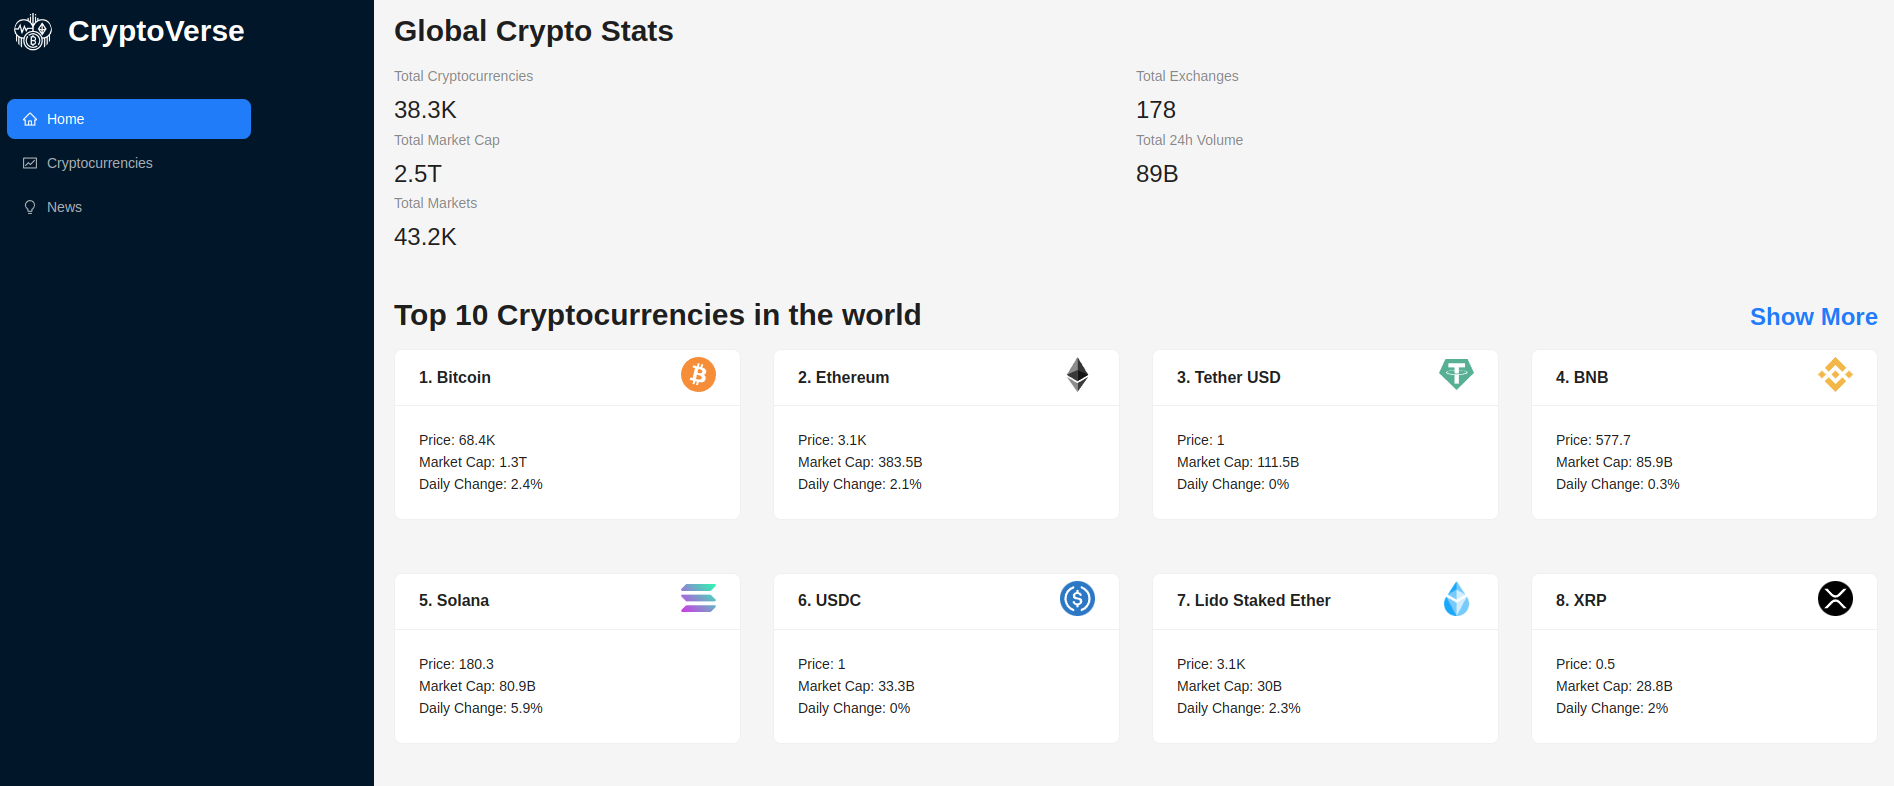 CryptoVerse
Home
Cryptocurrencies
News
Global Crypto Stats
Total Cryptocurrencies
38.3K
Total Exchanges
178
Total Market Cap
2.5T
Total 24h Volume
89B
Total Markets
43.2K
Top 10 Cryptocurrencies in the world
Show More
1. Bitcoin
Price: 68.4K
Market Cap: 1.3T
Daily Change: 2.4%
2. Ethereum
Price: 3.1K
Market Cap: 383.5B
Daily Change: 2.1%
3. Tether USD
Price: 1
Market Cap: 111.5B
Daily Change: 0%
4. BNB
Price: 577.7
Market Cap: 85.9B
Daily Change: 0.3%
5. Solana
Price: 180.3
Market Cap: 80.9B
Daily Change: 5.9%
6. USDC
Price: 1
Market Cap: 33.3B
Daily Change: 0%
7. Lido Staked Ether
Price: 3.1K
Market Cap: 30B
Daily Change: 2.3%
8. XRP
Price: 0.5
Market Cap: 28.8B
Daily Change: 2%